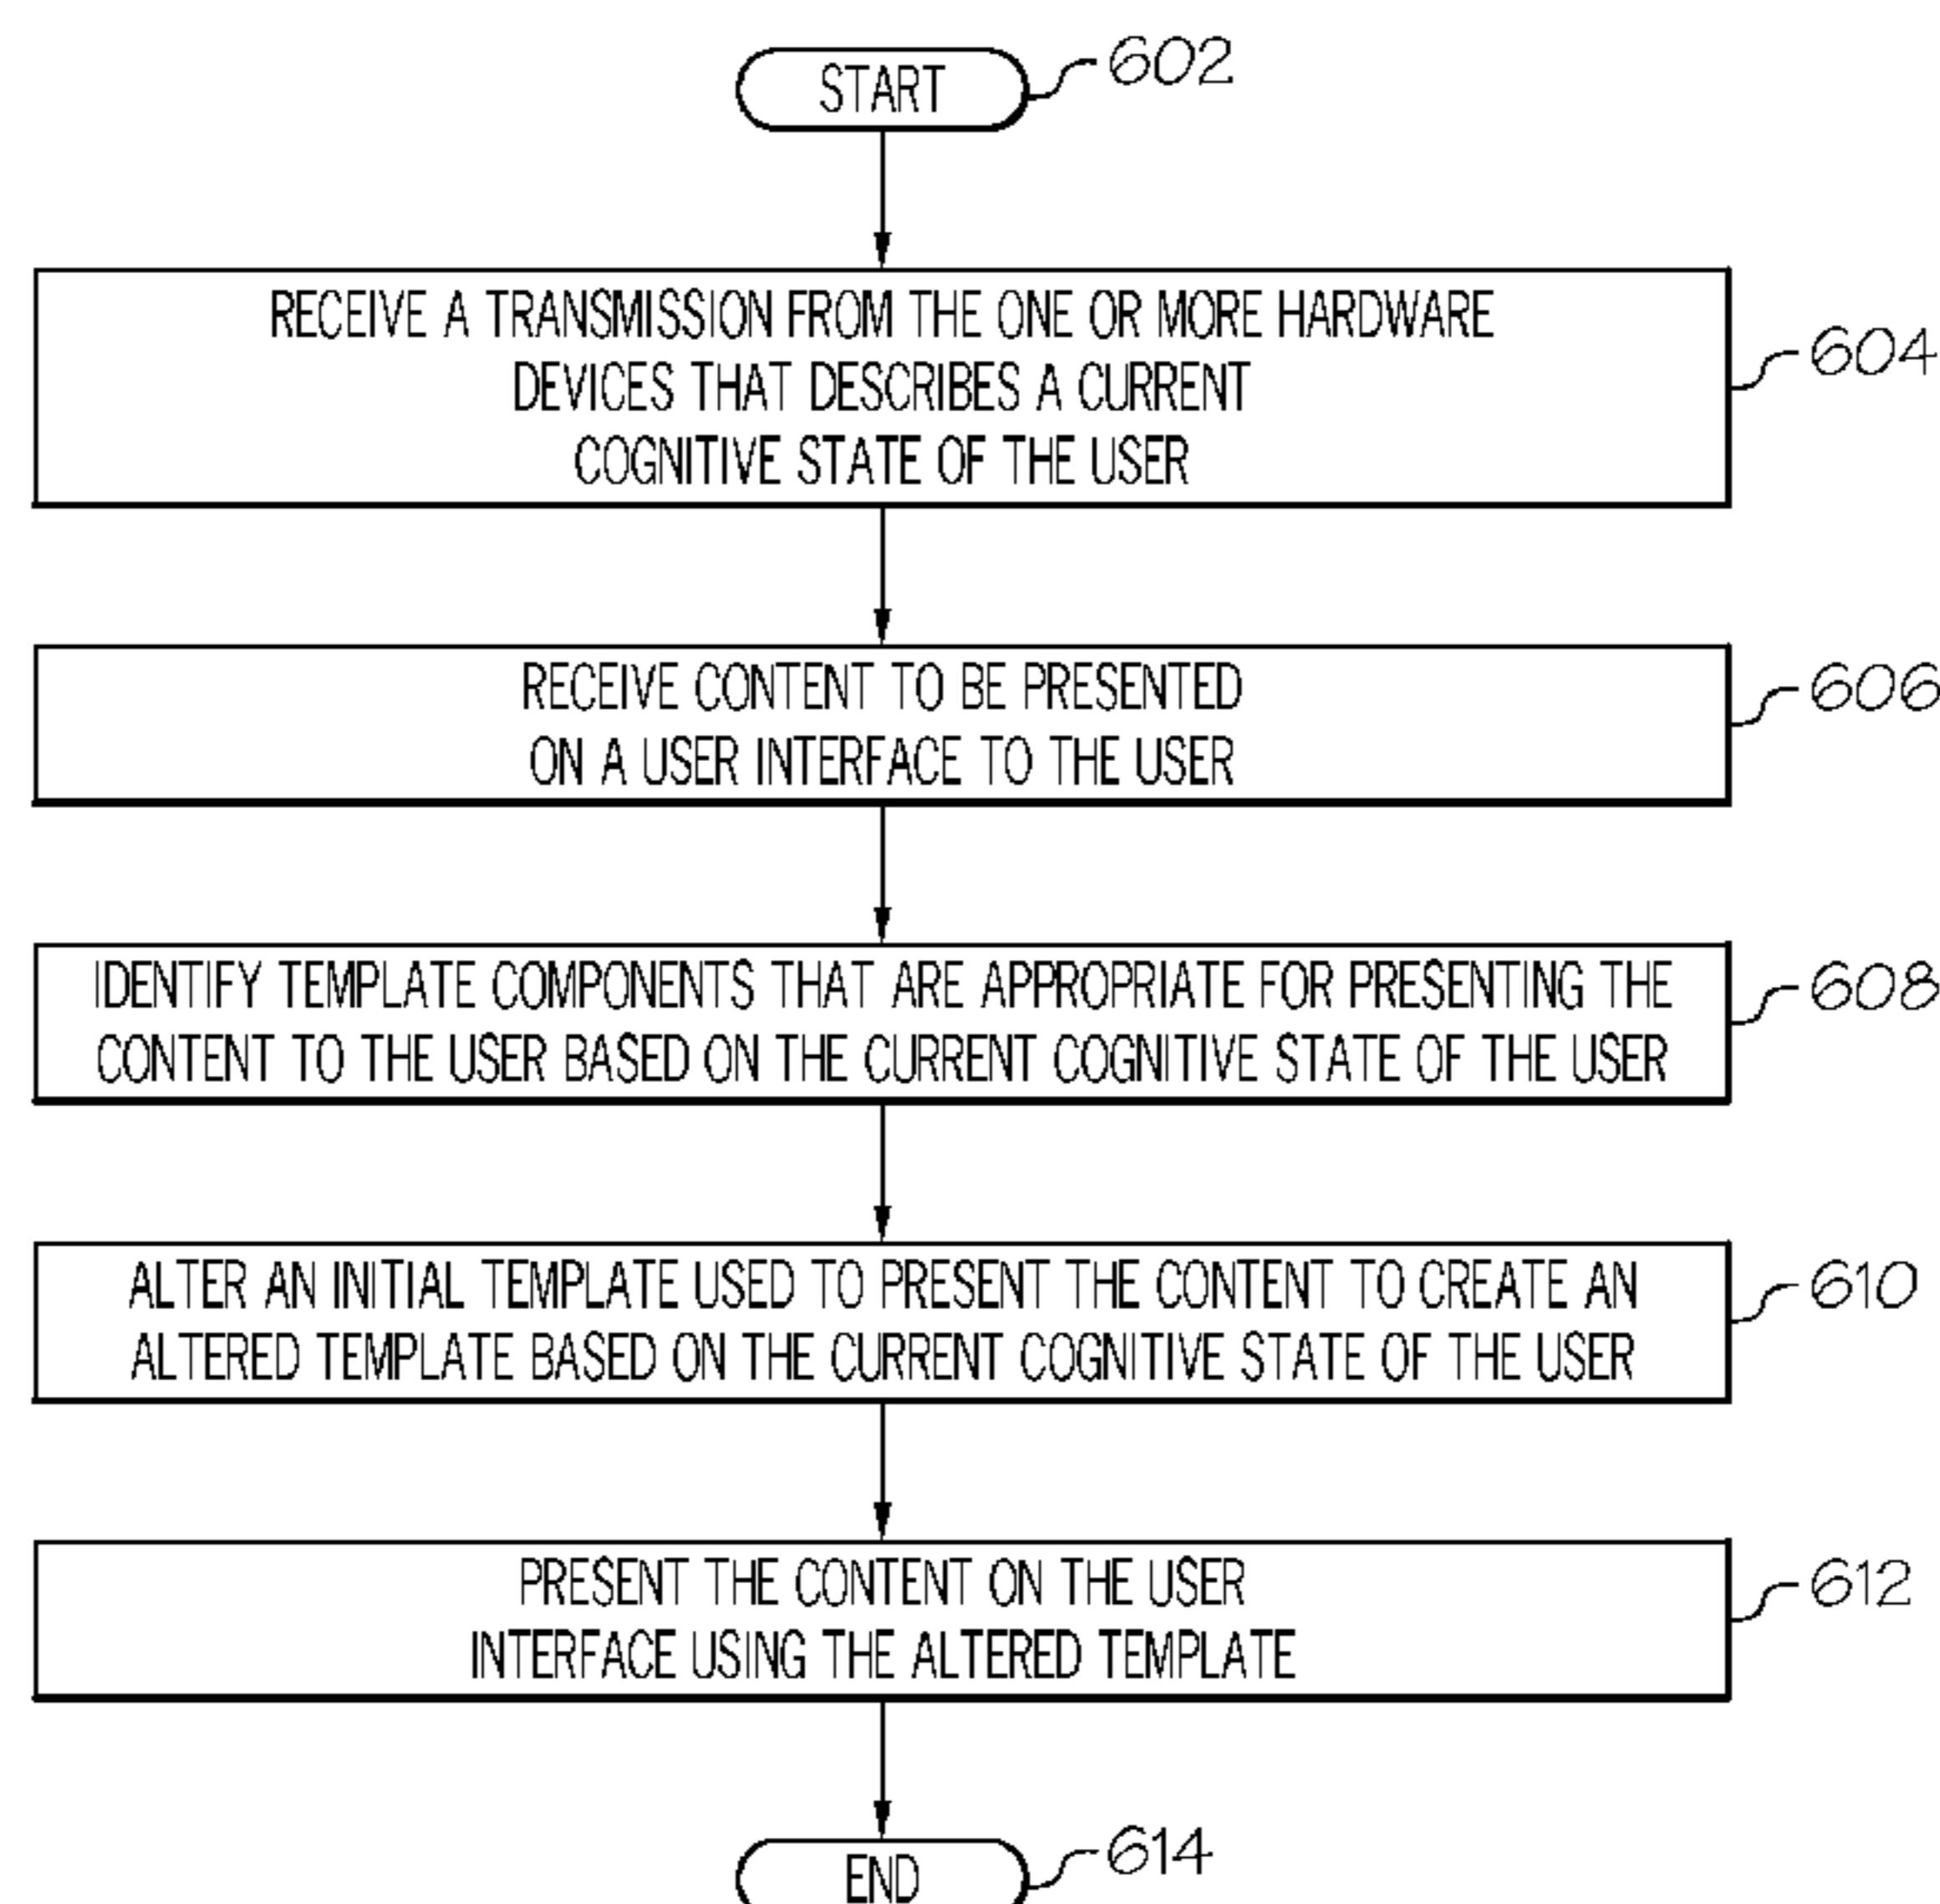 START
602
RECEIVE A TRANSMISSION FROM THE ONE OR MORE HARDWARE
DEVICES THAT DESCRIBES A CURRENT
COGNITIVE STATE OF THE USER
604
RECEIVE CONTENT TO BE PRESENTED
ON A USER INTERFACE TO THE USER
606
IDENTIFY TEMPLATE COMPONENTS THAT ARE APPROPRIATE FOR PRESENTING THE
CONTENT TO THE USER BASED ON THE CURRENT COGNITIVE STATE OF THE USER
608
ALTER AN INITIAL TEMPLATE USED TO PRESENT THE CONTENT TO CREATE AN
ALTERED TEMPLATE BASED ON THE CURRENT COGNITIVE STATE OF THE USER
610
PRESENT THE CONTENT ON THE USER
INTERFACE USING THE ALTERED TEMPLATE
612
END
614